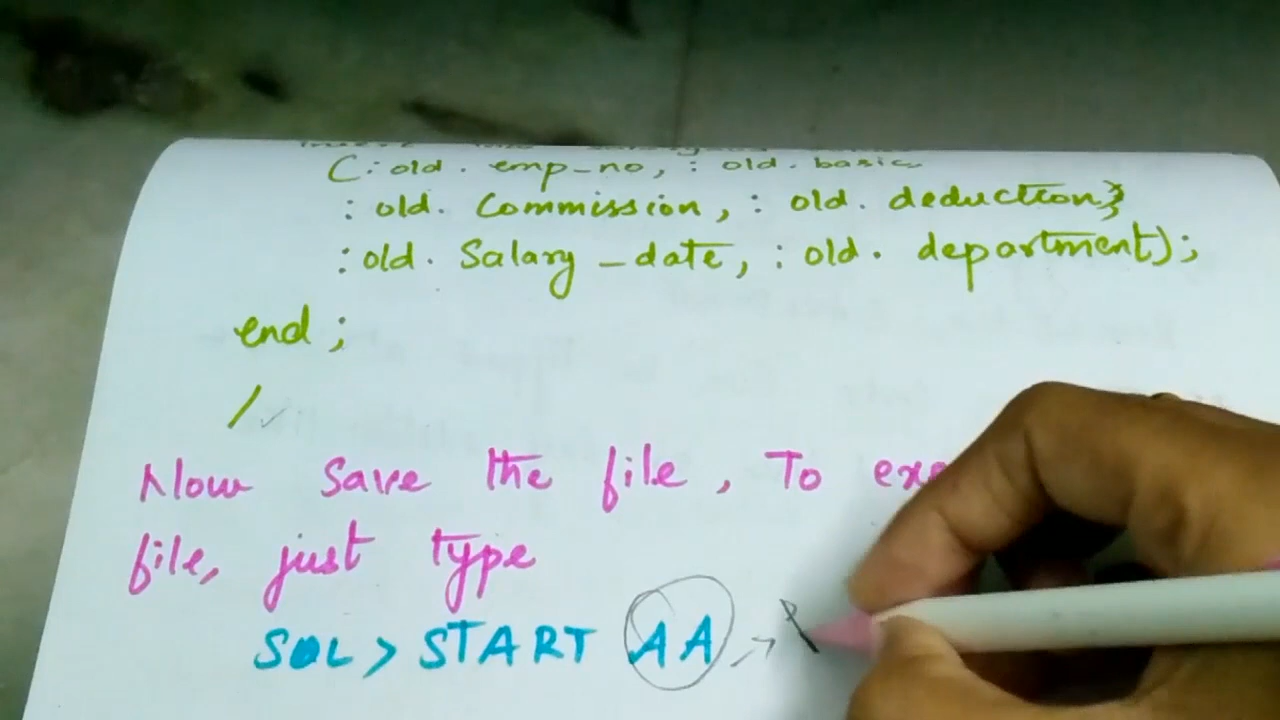 (:old. emp_no, : old. basic,
: old. Commission, : old. deduction,
:old. Salary_date, : old. department);
end;
/
Now save the file, To exe
file, just type
SQL> START AA